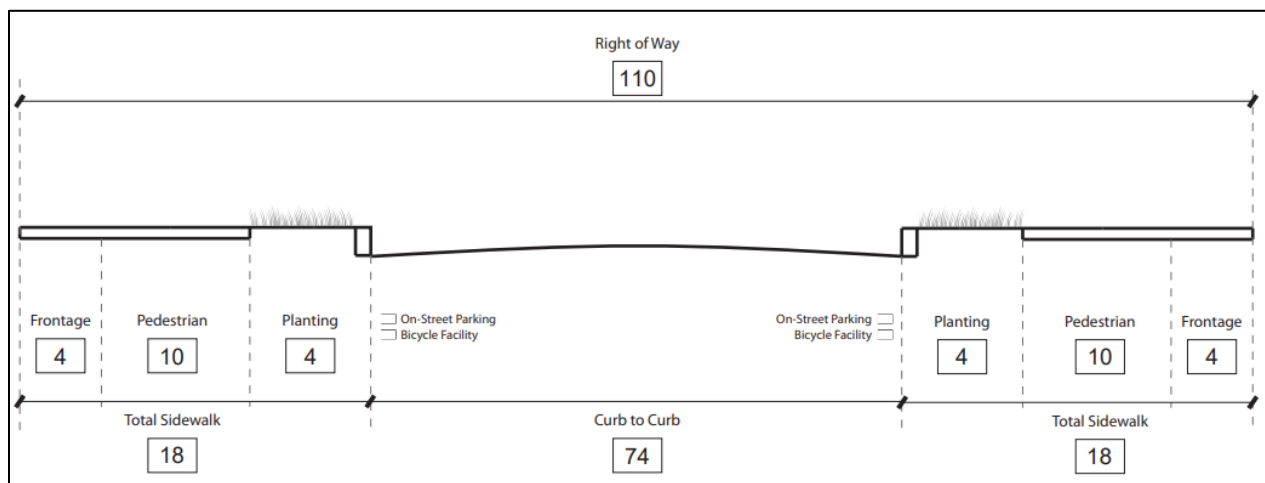 Right of Way
110
On-Street Parking
Bicycle Facility
On-Street Parking
Bicycle Facility
Frontage
Pedestrian
Planting
Planting
Pedestrian
Frontage
4
10
4
4
10
4
Total Sidewalk
Curb to Curb
Total Sidewalk
18
74
18